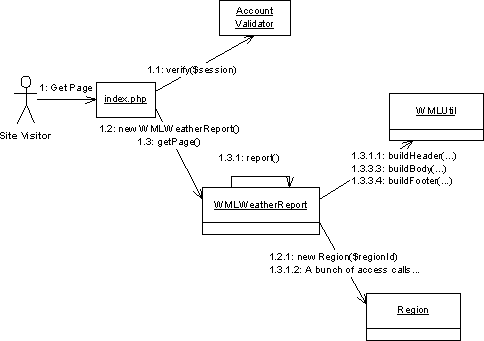 Account
Validator
1: Get Page
1.1: verify($session)
index.php
Site Visitor
1.2: new WMLWeatherReport()
1.3: getPage()
WMLUtil
1.3.1: report()
1.3.1.1: buildHeader(...)
1.3.3.3: buildBody(...)
1.3.3.4: buildFooter(...)
WMLWeatherReport
1.2.1: new Region($regionId)
1.3.1.2: A bunch of access calls...
Region